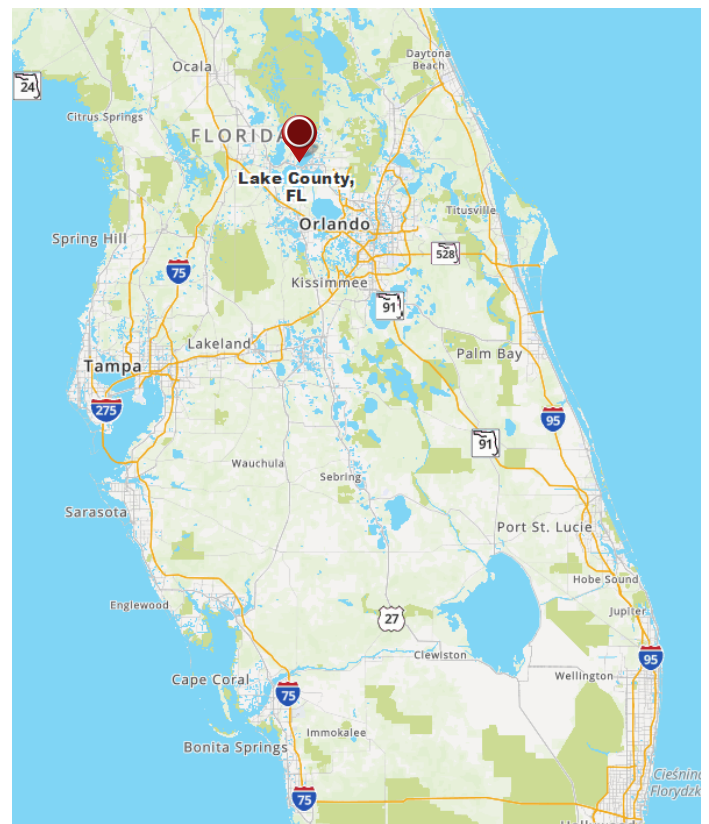 Daytona
Beach
Ocala
24
Citrus Springs
FLORIDA
Lake County,
FL
Titusville
Orlando
Spring Hill
528
75
Kissimmee
91
Lakeland
Palm Bay
Tampa
275
95
91
Wauchula
Sebring
Sarasota
Port St. Lucie
Hobe Sound
Englewood
Jupiter
27
Clewiston
95
Cape Coral
Wellington
75
Immokalee
Bonita Springs
Cieśnina
Florydzk
75